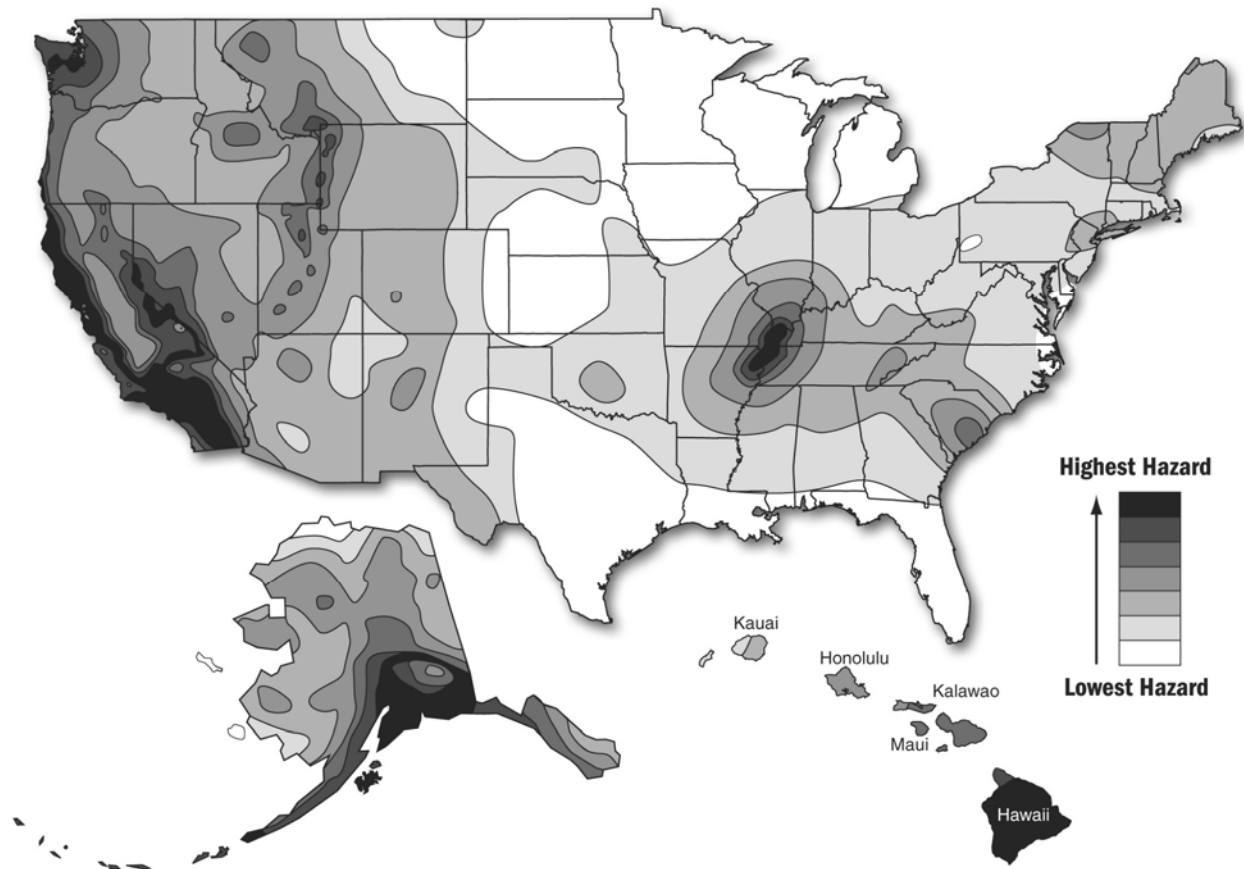 Highest Hazard
Lowest Hazard
Kauai
Honolulu
Kalawao
Maui
Hawaii